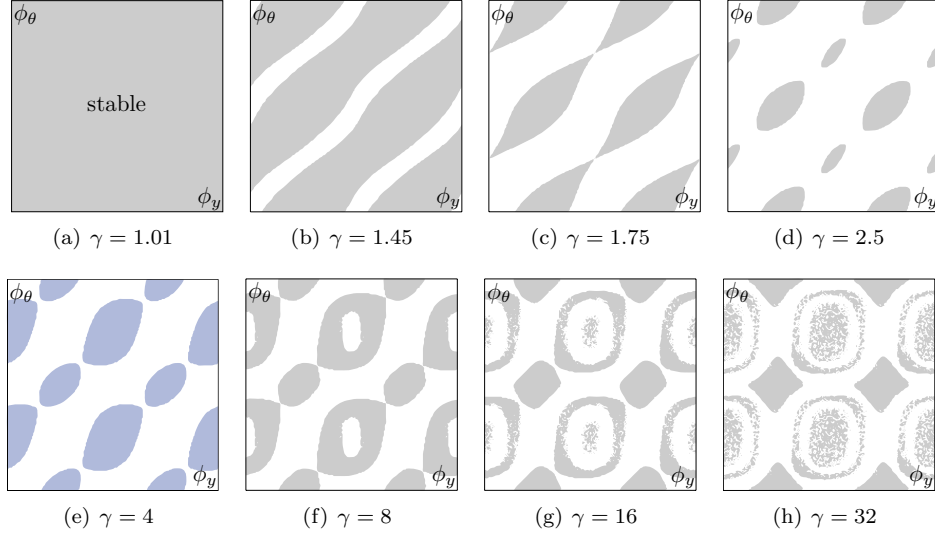 ϕθ ϕθ ϕθ ϕθ
stable
ϕy ϕy ϕy ϕy
(a) γ = 1.01 (b) γ = 1.45 (c) γ = 1.75 (d) γ = 2.5
ϕθ ϕθ ϕθ ϕθ
ϕy ϕy ϕy ϕy
(e) γ = 4 (f) γ = 8 (g) γ = 16 (h) γ = 32